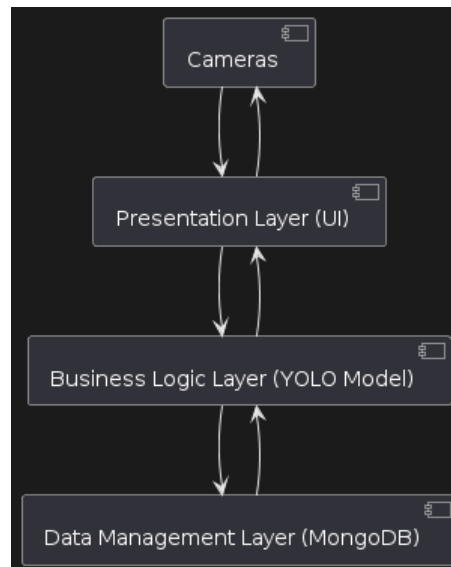 Cameras
Presentation Layer (UI)
Business Logic Layer (YOLO Model)
Data Management Layer (MongoDB)